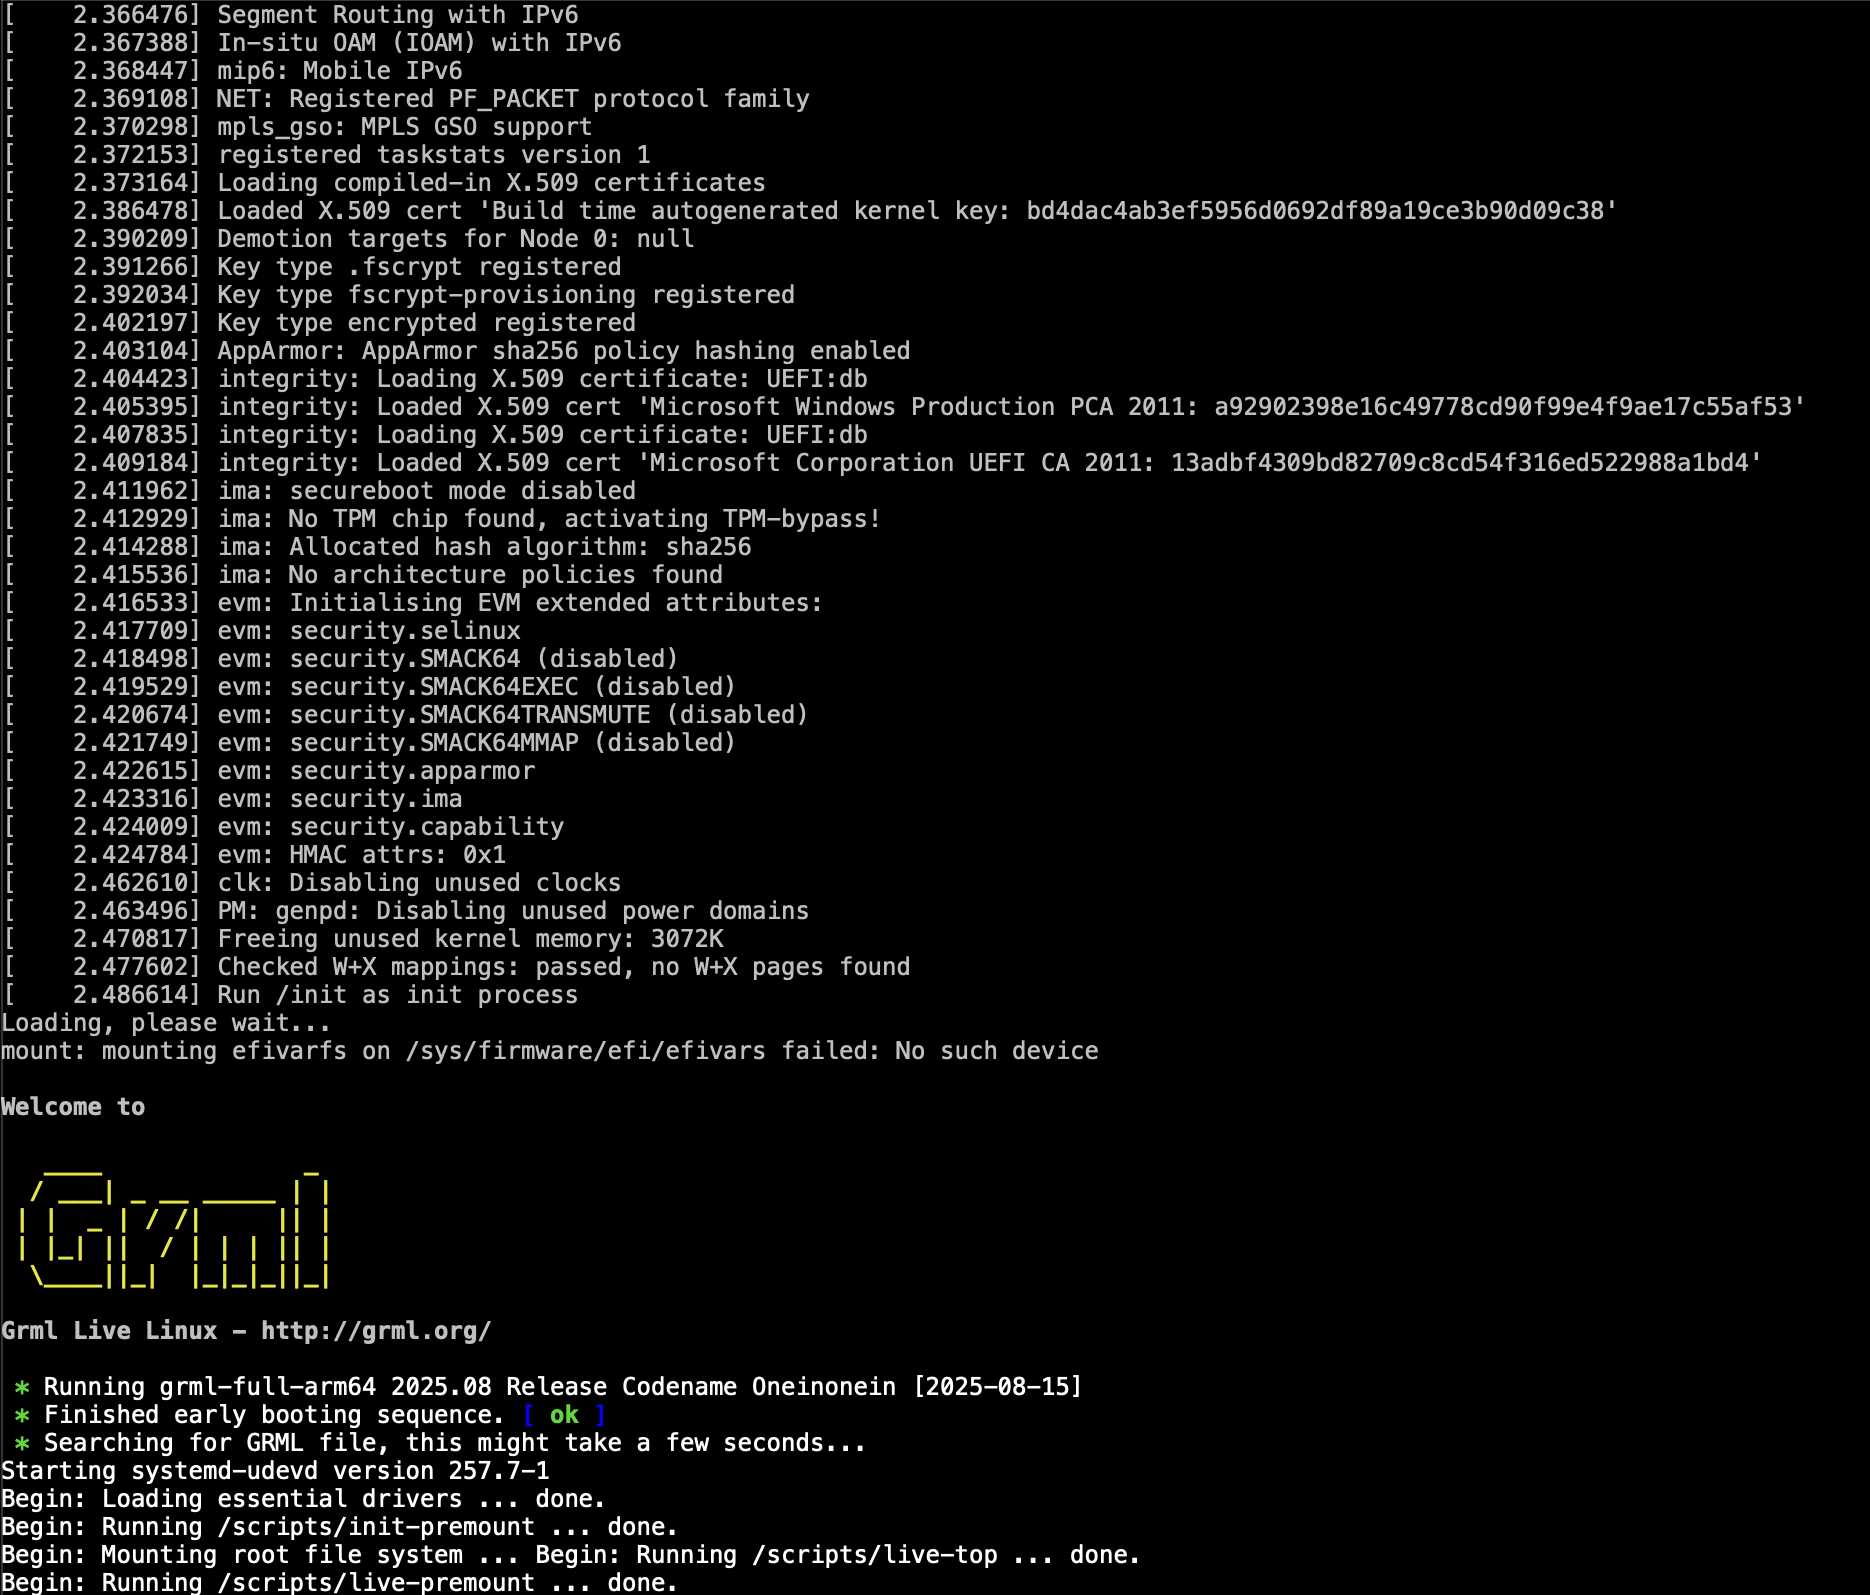 [    2.366476] Segment Routing with IPv6
[    2.367388] In-situ OAM (IOAM) with IPv6
[    2.368447] mip6: Mobile IPv6
[    2.369108] NET: Registered PF_PACKET protocol family
[    2.370298] mpls_gso: MPLS GSO support
[    2.372153] registered taskstats version 1
[    2.373164] Loading compiled-in X.509 certificates
[    2.386478] Loaded X.509 cert 'Build time autogenerated kernel key: bd4dac4ab3ef5956d0692df89a19ce3b90d09c38'
[    2.390209] Demotion targets for Node 0: null
[    2.391266] Key type .fscrypt registered
[    2.392034] Key type fscrypt-provisioning registered
[    2.402197] Key type encrypted registered
[    2.403104] AppArmor: AppArmor sha256 policy hashing enabled
[    2.404423] integrity: Loading X.509 certificate: UEFI:db
[    2.405395] integrity: Loaded X.509 cert 'Microsoft Windows Production PCA 2011: a92902398e16c49778cd90f99e4f9ae17c55af53'
[    2.407835] integrity: Loading X.509 certificate: UEFI:db
[    2.409184] integrity: Loaded X.509 cert 'Microsoft Corporation UEFI CA 2011: 13adbf4309bd82709c8cd54f316ed522988a1bd4'
[    2.411962] ima: secureboot mode disabled
[    2.412929] ima: No TPM chip found, activating TPM-bypass!
[    2.414288] ima: Allocated hash algorithm: sha256
[    2.415536] ima: No architecture policies found
[    2.416533] evm: Initialising EVM extended attributes:
[    2.417709] evm: security.selinux
[    2.418498] evm: security.SMACK64 (disabled)
[    2.419529] evm: security.SMACK64EXEC (disabled)
[    2.420674] evm: security.SMACK64TRANSMUTE (disabled)
[    2.421749] evm: security.SMACK64MMAP (disabled)
[    2.422615] evm: security.apparmor
[    2.423316] evm: security.ima
[    2.424009] evm: security.capability
[    2.424784] evm: HMAC attrs: 0x1
[    2.462610] clk: Disabling unused clocks
[    2.463496] PM: genpd: Disabling unused power domains
[    2.470817] Freeing unused kernel memory: 3072K
[    2.477602] Checked W+X mappings: passed, no W+X pages found
[    2.486614] Run /init as init process
Loading, please wait...
mount: mounting efivarfs on /sys/firmware/efi/efivars failed: No such device
Welcome to
Grml
Grml Live Linux - http://grml.org/
* Running grml-full-arm64 2025.08 Release Codename Oneinonein [2025-08-15]
* Finished early booting sequence. [ ok ]
* Searching for GRML file, this might take a few seconds...
Starting systemd-udevd version 257.7-1
Begin: Loading essential drivers ... done.
Begin: Running /scripts/init-premount ... done.
Begin: Mounting root file system ... Begin: Running /scripts/live-top ... done.
Begin: Running /scripts/live-premount ... done.